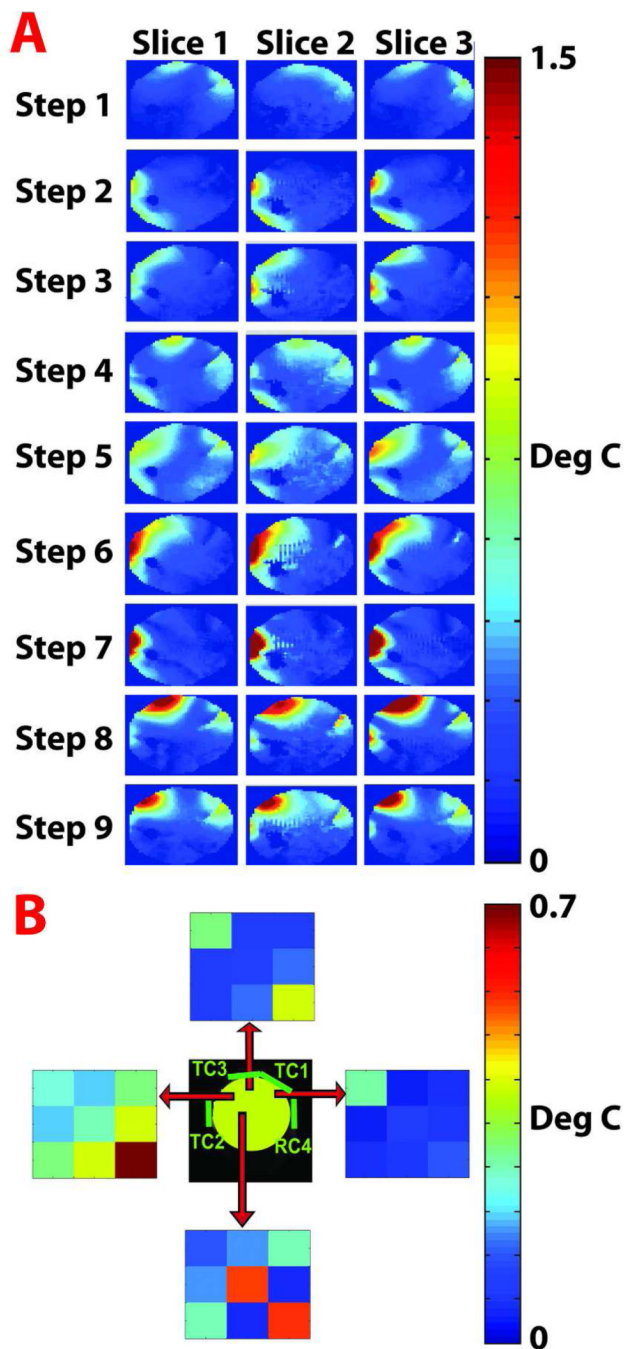 A
Slice 1 Slice 2 Slice 3
1.5
Step 1
Step 2
Step 3
Step 4
Step 5
Deg C
Step 6
Step 7
Step 8
Step 9
0
B
0.7
TC3 TC1
TC2 RC4
Deg C
0